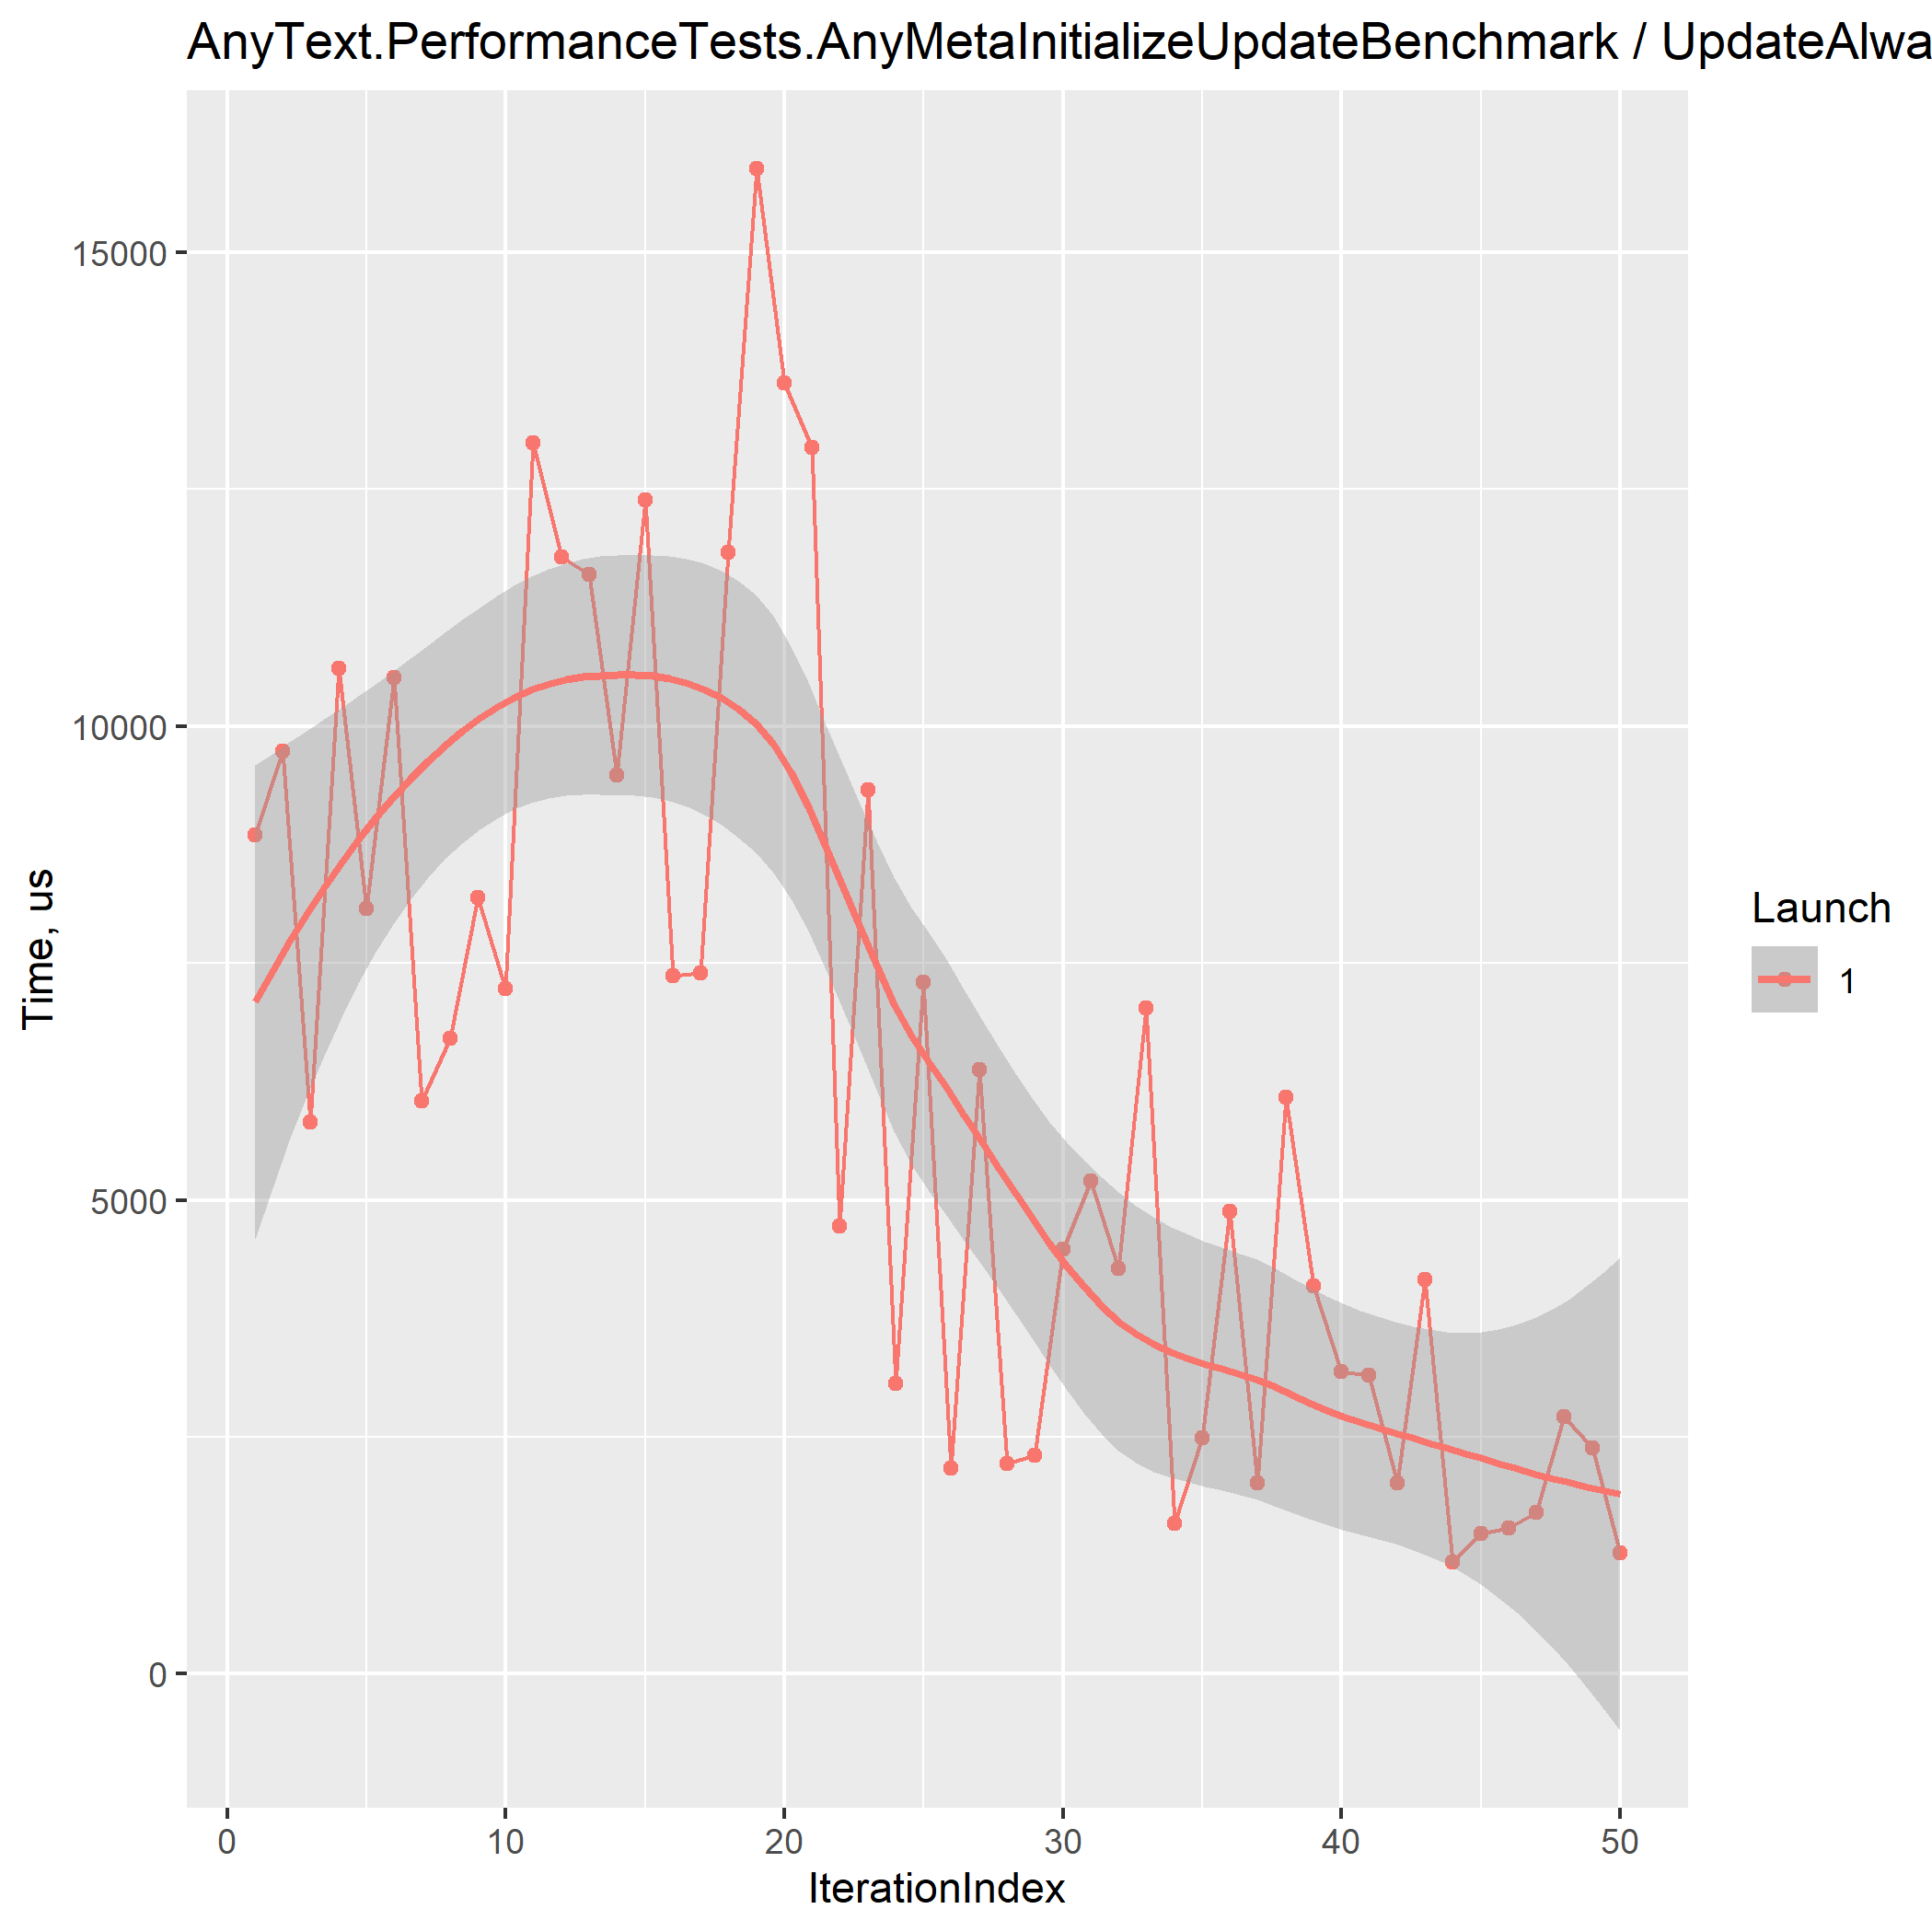 AnyText.PerformanceTests.AnyMetaInitializeUpdateBenchmark / UpdateAlwa
15000
10000
5000
0
Time, us
0 10 20 30 40 50
IterationIndex
Launch
1